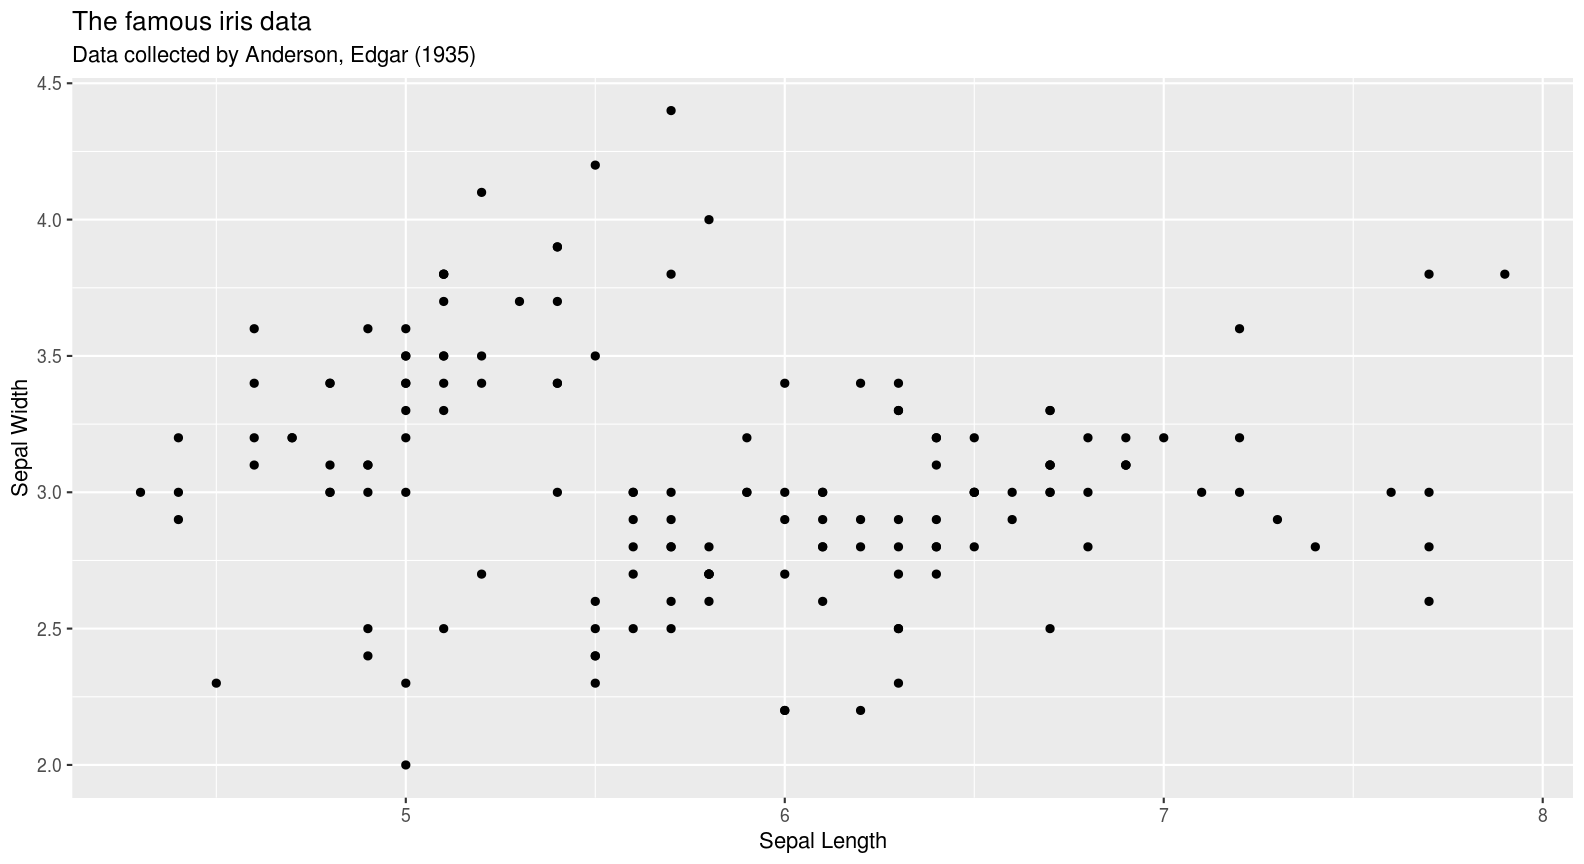 The famous iris data
Data collected by Anderson, Edgar (1935)
4.5
4.0
3.5
3.0
2.5
2.0
Sepal Width
5 6 7 8
Sepal Length